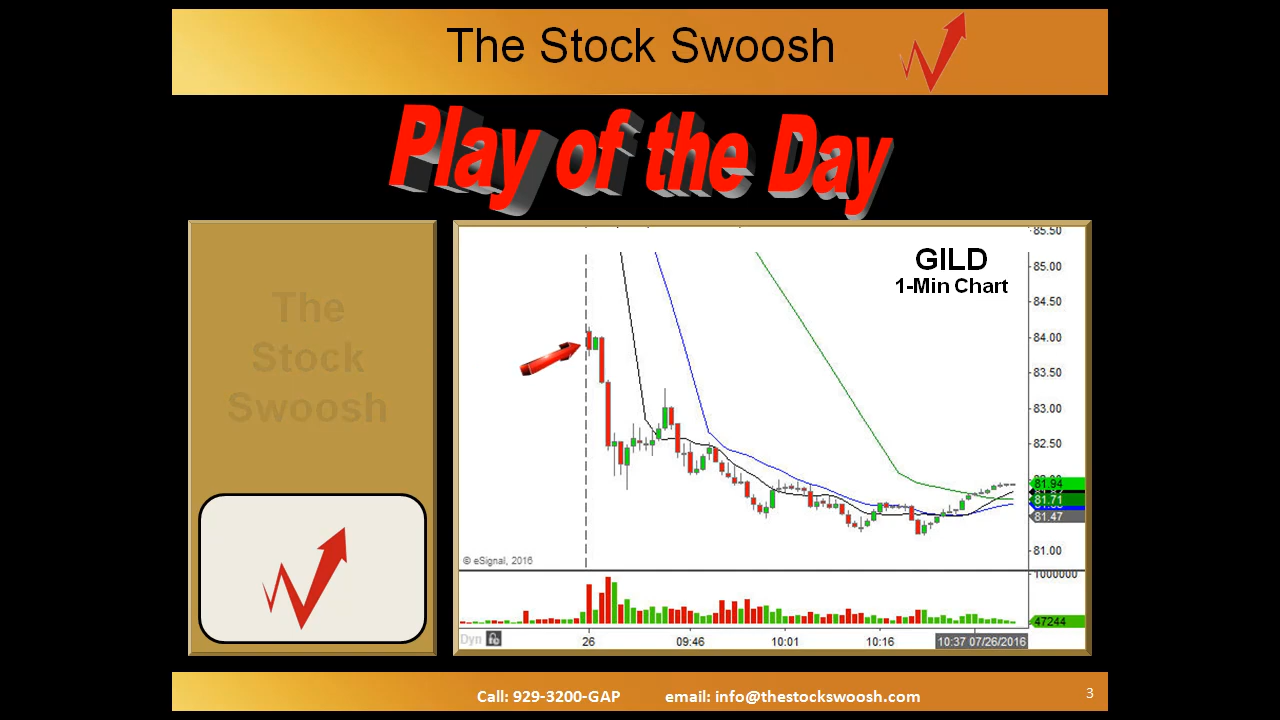 The Stock Swoosh
Play of the Day
The
Stock
Swoosh
GILD
1-Min Chart
85.50
85.00
84.50
84.00
83.50
83.00
82.50
81.94
81.71
81.47
81.00
© eSignal, 2016
1000000
47244
Dyn
26 09:46 10:01 10:16 10:37 07/26/2016
Call: 929-3200-GAP email: info@thestockswoosh.com
3